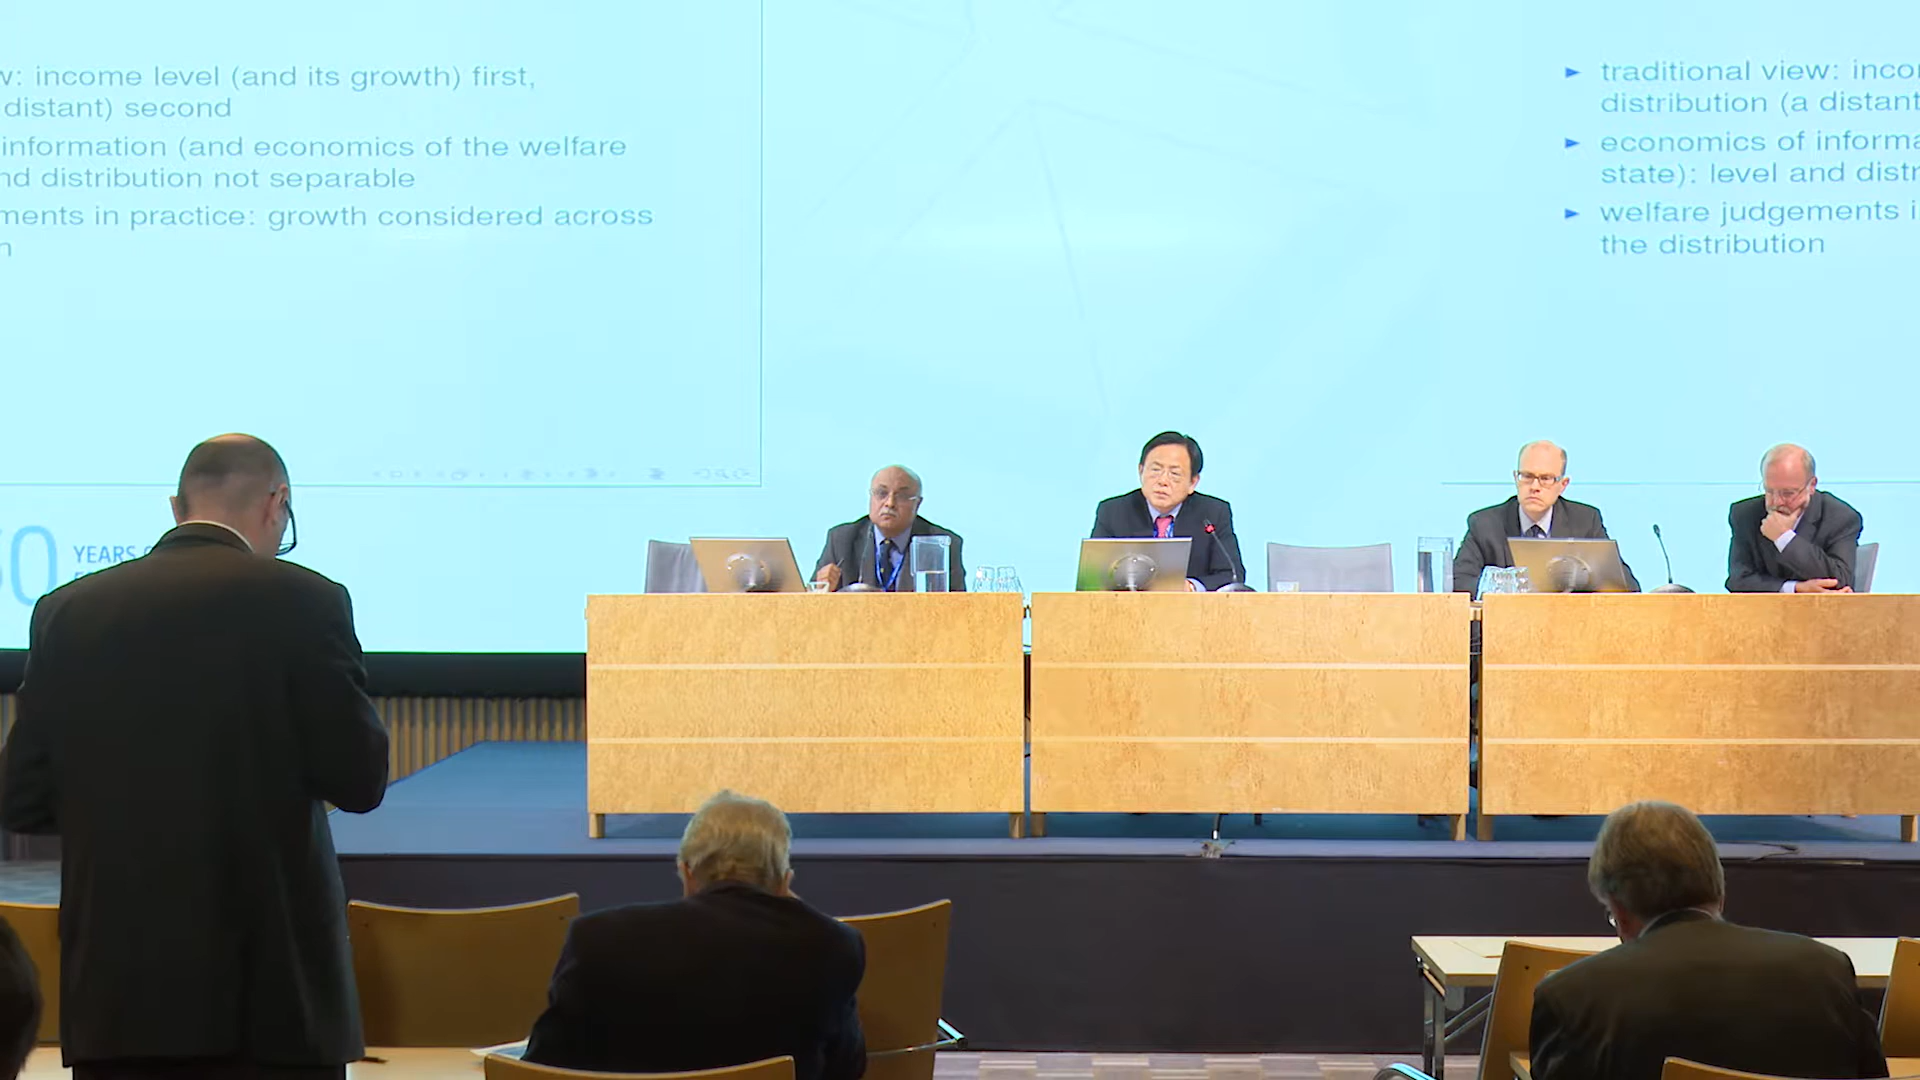 w: income level (and its growth) first,
distant) second
information (and economics of the welfare
nd distribution not separable
ments in practice: growth considered across
n
50
YEARS
traditional view: inco
distribution (a distant
economics of informa
state): level and distr
welfare judgements i
the distribution